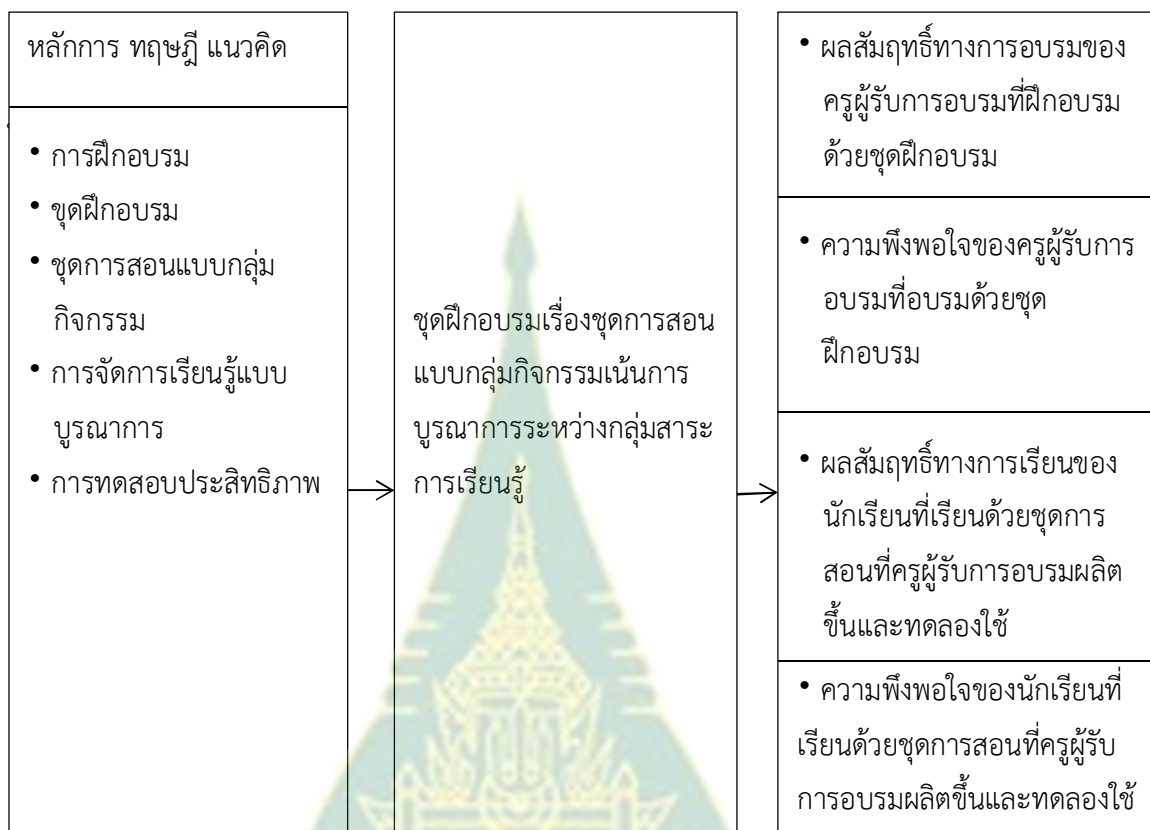 หลักการ ทฤษฎี แนวคิด
• การฝึกอบรม
• ขุดฝึกอบรม
• ชุดการสอนแบบกลุ่ม
กิจกรรม
• การจัดการเรียนรู้แบบ
บูรณาการ
• การทดสอบประสิทธิภาพ
ชุดฝึกอบรมเรื่องชุดการสอน
แบบกลุ่มกิจกรรมเน้นการ
บูรณาการระหว่างกลุ่มสาระ
การเรียนรู้
• ผลสัมฤทธิ์ทางการอบรมของ
ครูผู้รับการอบรมที่ฝึกอบรม
ด้วยชุดฝึกอบรม
• ความพึงพอใจของครูผู้รับการ
อบรมที่อบรมด้วยชุด
ฝึกอบรม
• ผลสัมฤทธิ์ทางการเรียนของ
นักเรียนที่เรียนด้วยชุดการ
สอนที่ครูผู้รับการอบรมผลิต
ขึ้นและทดลองใช้
• ความพึงพอใจของนักเรียนที่
เรียนด้วยชุดการสอนที่ครูผู้รับ
การอบรมผลิตขึ้นและทดลองใช้